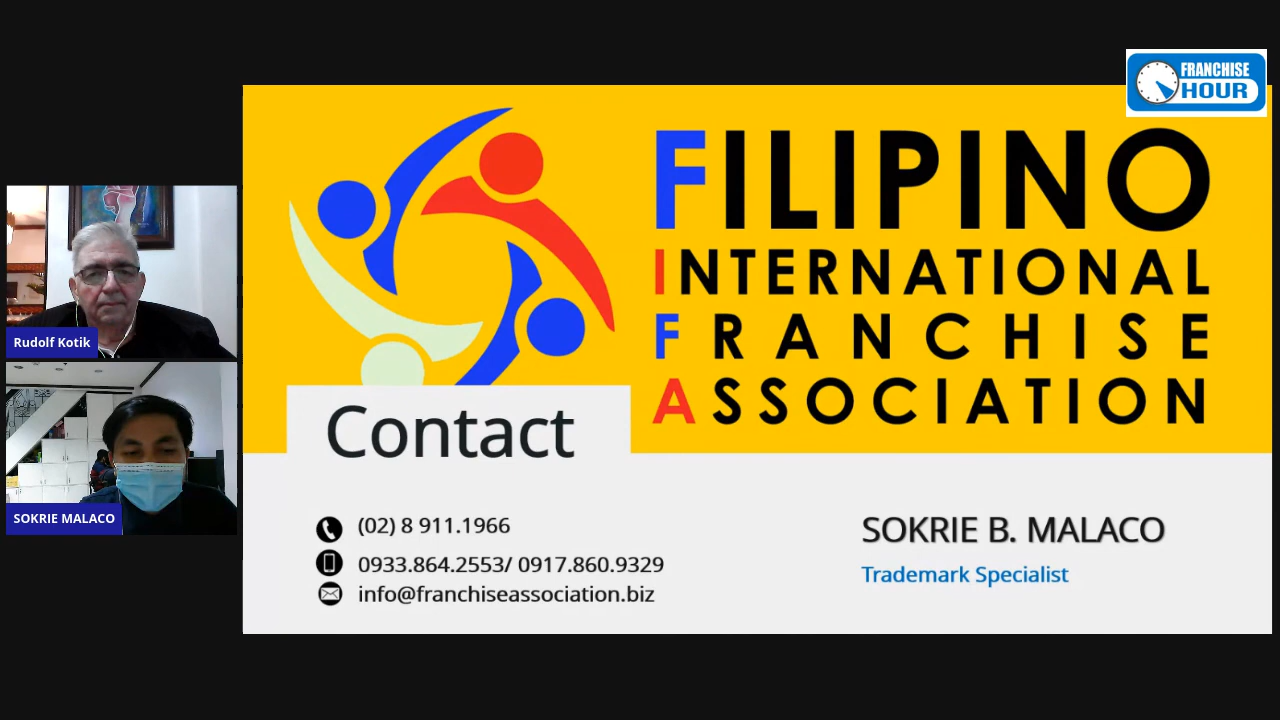 FRANCHISE
HOUR
FILIPINO
INTERNATIONAL
FRANCHISE
ASSOCIATION
Rudolf Kotik
SOKRIE MALACO
Contact
(02) 8 911.1966
0933.864.2553/ 0917.860.9329
info@franchiseassociation.biz
SOKRIE B. MALACO
Trademark Specialist